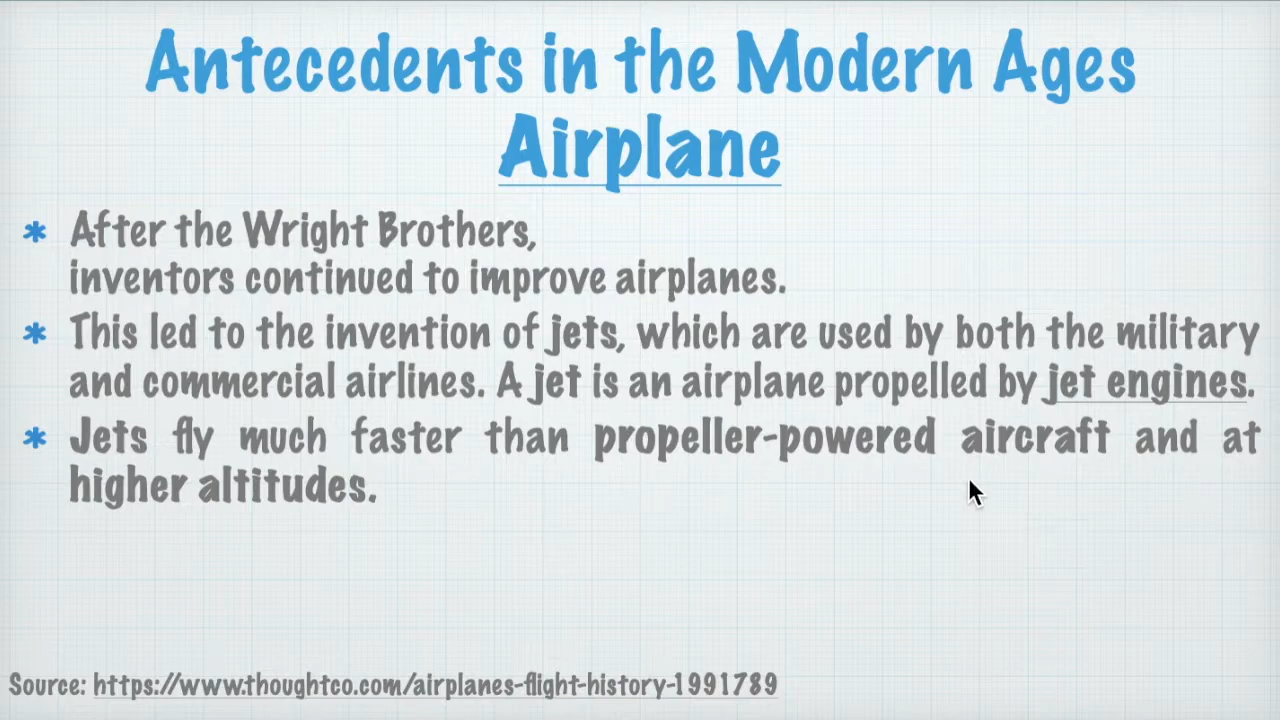 Antecedents in the Modern Ages
Airplane
* After the Wright Brothers,
inventors continued to improve airplanes.
* This led to the invention of jets, which are used by both the military
and commercial airlines. A jet is an airplane propelled by jet engines.
* Jets fly much faster than propeller-powered aircraft and at
higher altitudes.
Source: https://www.thoughtco.com/airplanes-flight-history-1991789